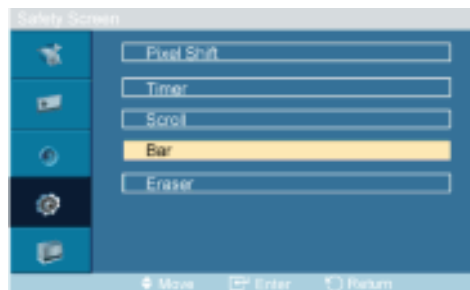 Safety Screen
Pixel Shift
Timer
Scroll
Bar
Eraser
Move Enter Return